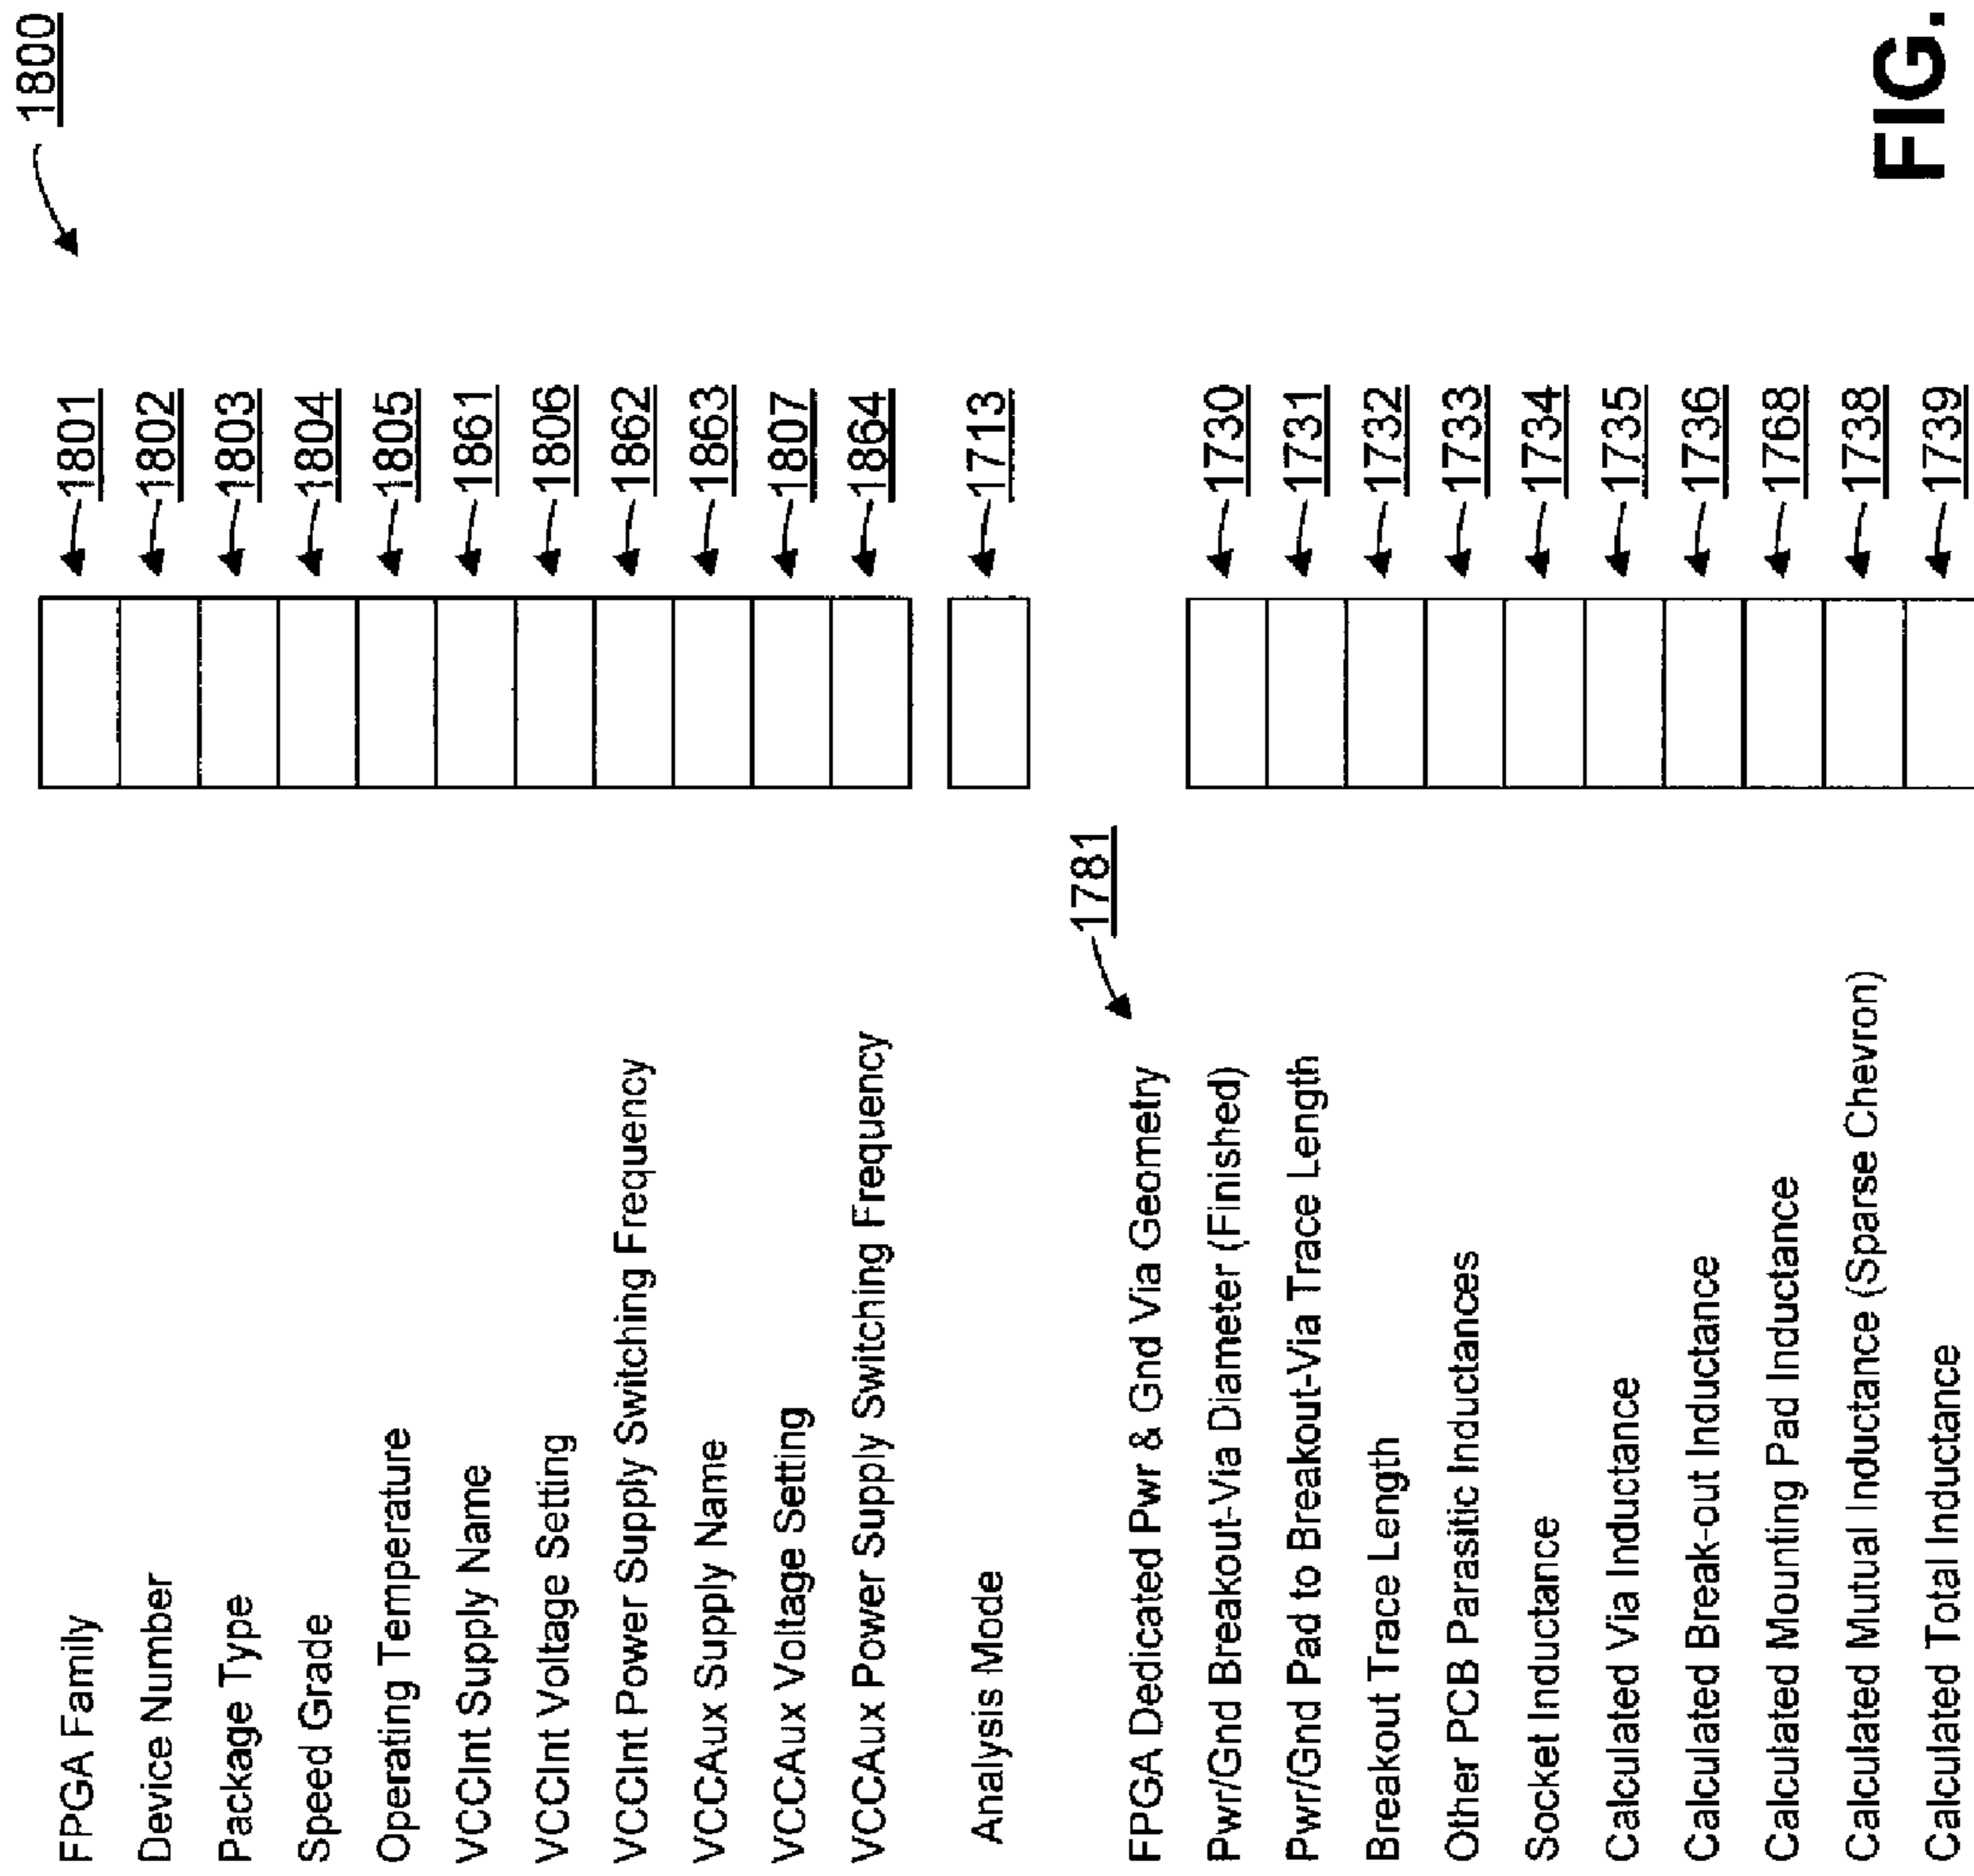 1800
FPGA Family 1801
Device Number 1802
Package Type 1803
Speed Grade 1804
Operating Temperature 1805
VCCInt Supply Name 1861
VCCInt Voltage Setting 1806
VCCInt Power Supply Switching Frequency 1862
VCCAux Supply Name 1863
VCCAux Voltage Setting 1807
VCCAux Power Supply Switching Frequency 1864
Analysis Mode 1713
1781
FPGA Dedicated Pwr & Gnd Via Geometry
Pwr/Gnd Breakout-Via Diameter (Finished) 1730
Pwr/Gnd Pad to Breakout-Via Trace Length 1731
Breakout Trace Length 1732
Other PCB Parasitic Inductances 1733
Socket Inductance 1734
Calculated Via Inductance 1735
Calculated Break-out Inductance 1736
Calculated Mounting Pad Inductance 1768
Calculated Mutual Inductance (Sparse Chevron) 1738
Calculated Total Inductance 1739
FIG.